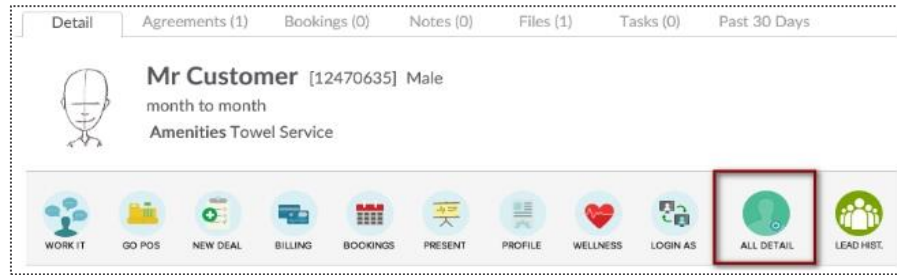 Detail Agreements (1) Bookings (0) Notes (0) Files (1) Tasks (0) Past 30 Days
Mr Customer [12470635] Male
month to month
Amenities Towel Service
WORK IT GO POS NEW DEAL BILLING BOOKINGS PRESENT PROFILE WELLNESS LOGIN AS ALL DETAIL LEAD HIST.